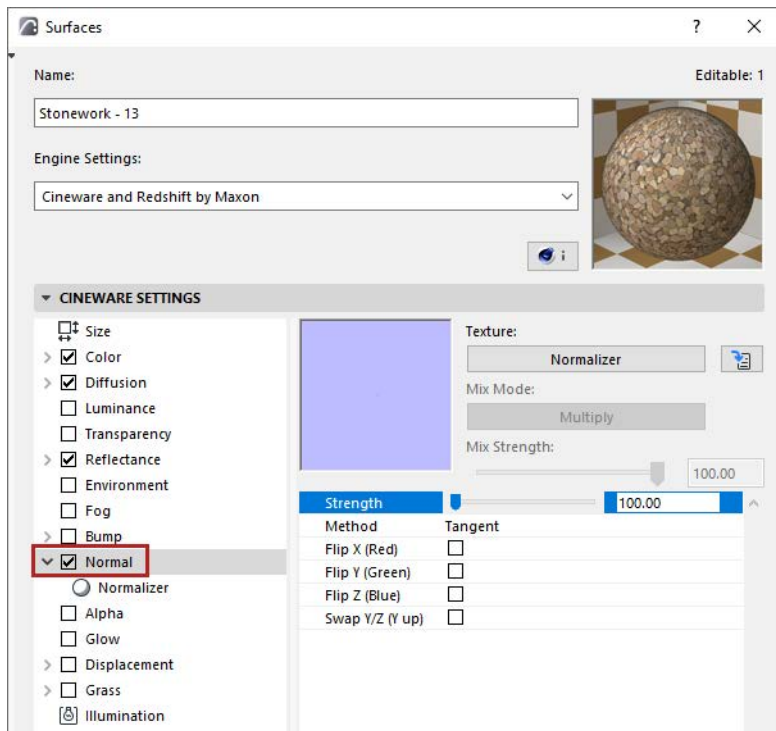 Surfaces
? X
Name:
Editable: 1
Stonework - 13
Engine Settings:
Cineware and Redshift by Maxon
i
CINEWARE SETTINGS
Size
Color
Diffusion
Luminance
Transparency
Reflectance
Environment
Fog
Bump
Normal
Normalizer
Alpha
Glow
Displacement
Grass
Illumination
Texture:
Normalizer
Mix Mode:
Multiply
Mix Strength:
100.00
Strength 100.00
Method Tangent
Flip X (Red)
Flip Y (Green)
Flip Z (Blue)
Swap Y/Z (Y up)